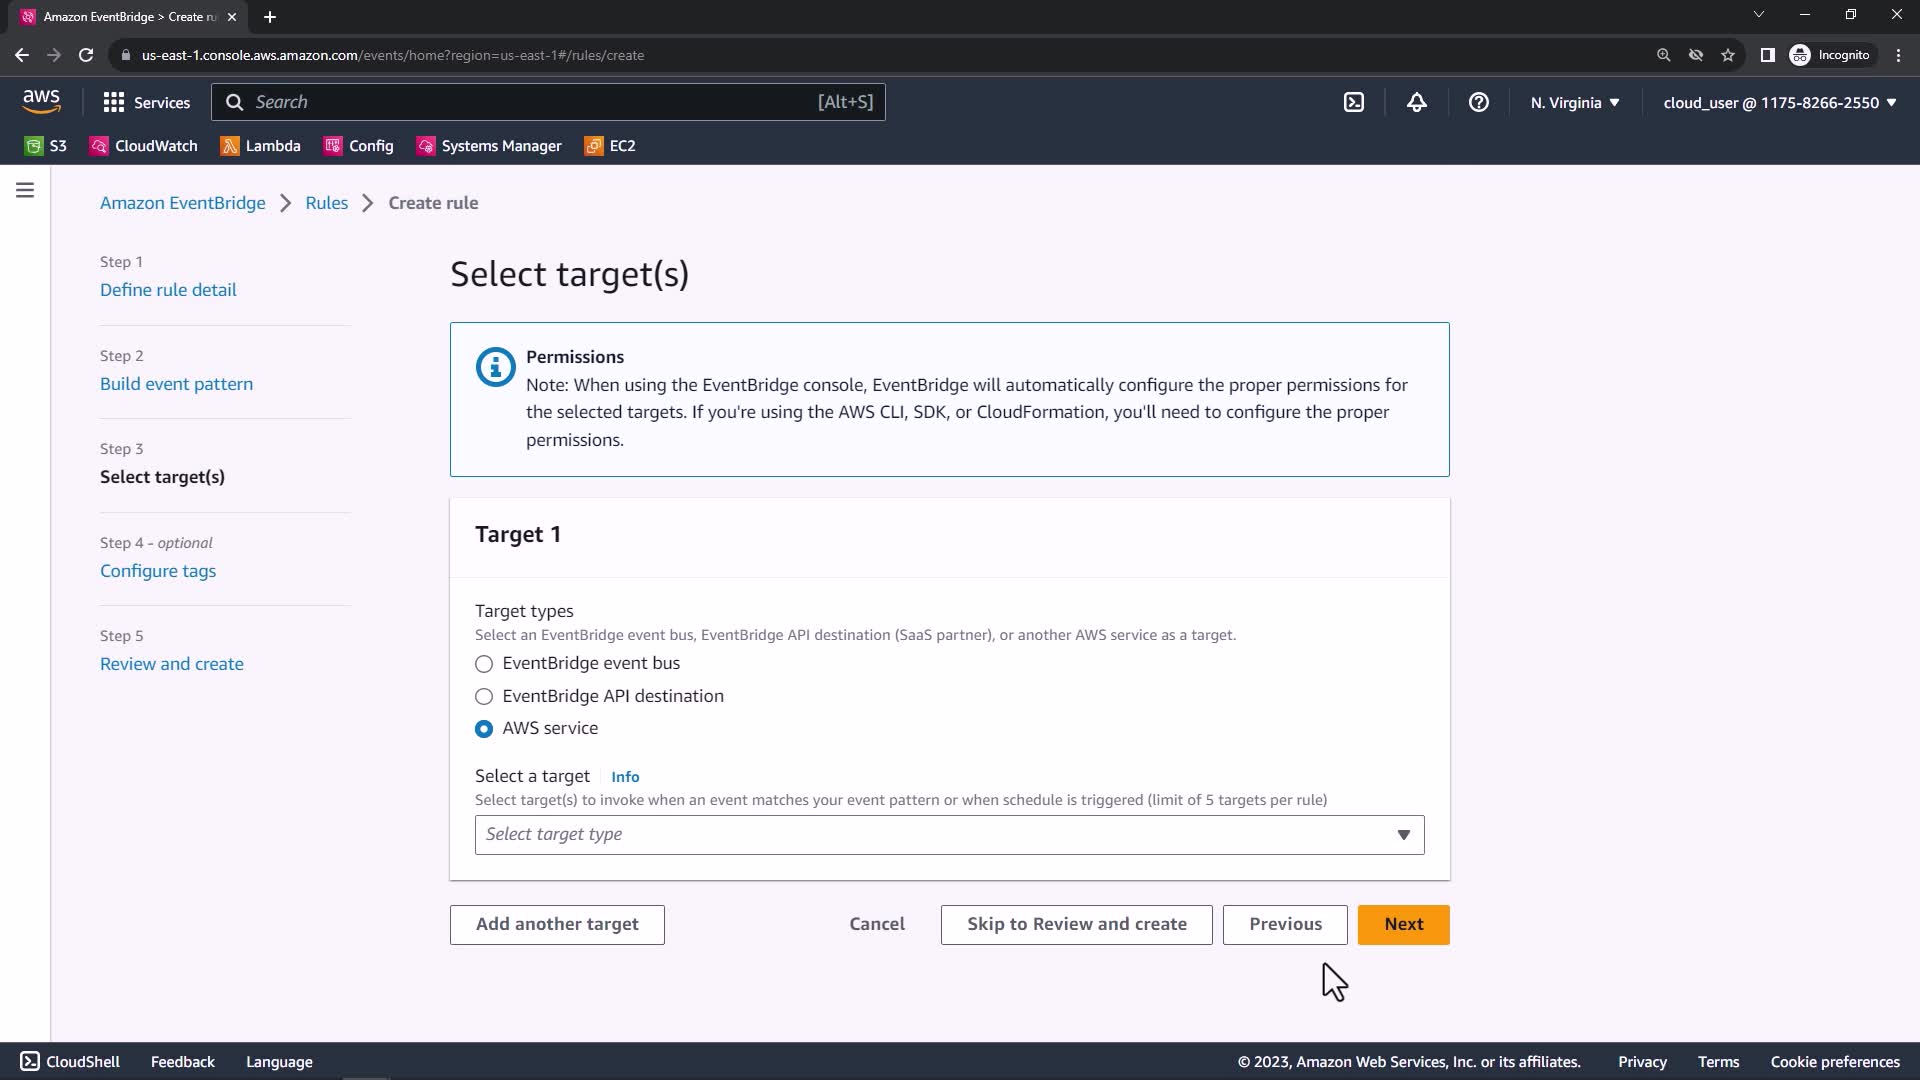 Amazon EventBridge > Create ru
us-east-1.console.aws.amazon.com/events/home?region=us-east-1#/rules/create
Incognito
aws
Services
Search
[Alt+S]
N. Virginia
cloud_user @ 1175-8266-2550
S3
CloudWatch
Lambda
Config
Systems Manager
EC2
Amazon EventBridge
Rules
Create rule
Step 1
Define rule detail
Step 2
Build event pattern
Step 3
Select target(s)
Step 4 - optional
Configure tags
Step 5
Review and create
Select target(s)
Permissions
Note: When using the EventBridge console, EventBridge will automatically configure the proper permissions for
the selected targets. If you're using the AWS CLI, SDK, or CloudFormation, you'll need to configure the proper
permissions.
Target 1
Target types
Select an EventBridge event bus, EventBridge API destination (SaaS partner), or another AWS service as a target.
EventBridge event bus
EventBridge API destination
AWS service
Select a target
Info
Select target(s) to invoke when an event matches your event pattern or when schedule is triggered (limit of 5 targets per rule)
Select target type
Add another target
Cancel
Skip to Review and create
Previous
Next
CloudShell
Feedback
Language
© 2023, Amazon Web Services, Inc. or its affiliates.
Privacy
Terms
Cookie preferences